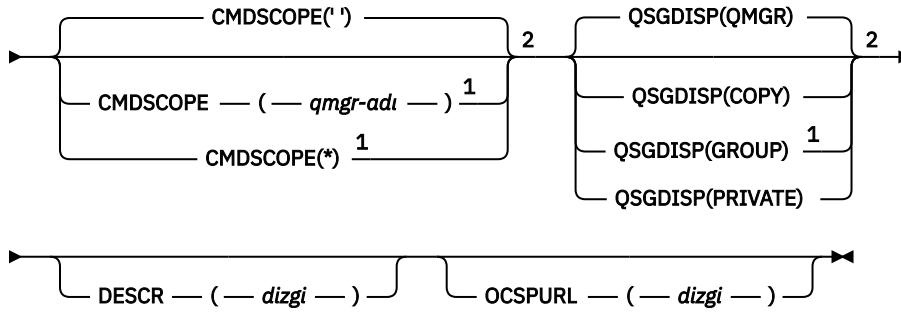 CMDSCOPE(' ')
2
CMDSCOPE ( qmgr-adı ) 1
CMDSCOPE(*) 1
QSGDISP(QMGR)
2
QSGDISP(COPY)
QSGDISP(GROUP) 1
QSGDISP(PRIVATE)
DESCR ( dizgi )
OCSPURL ( dizgi )